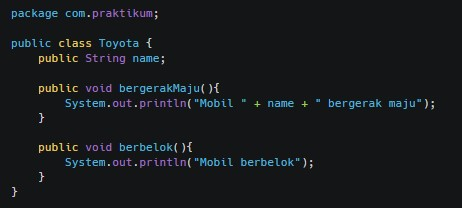 package com.praktikum;

public class Toyota {
    public String name;

    public void bergerakMaju(){
        System.out.println("Mobil " + name + " bergerak maju");
    }

    public void berbelok(){
        System.out.println("Mobil berbelok");
    }
}